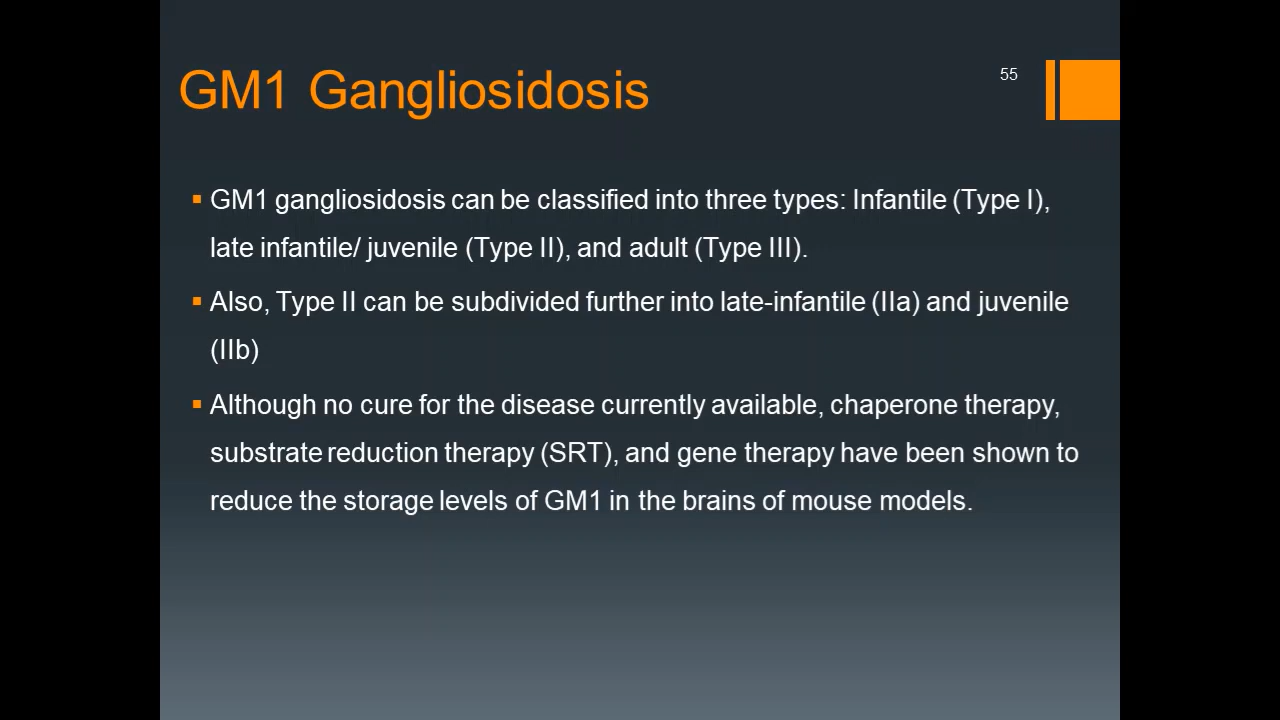 GM1 Gangliosidosis
55
GM1 gangliosidosis can be classified into three types: Infantile (Type I),
late infantile/ juvenile (Type II), and adult (Type III).
Also, Type II can be subdivided further into late-infantile (IIa) and juvenile
(IIb)
Although no cure for the disease currently available, chaperone therapy,
substrate reduction therapy (SRT), and gene therapy have been shown to
reduce the storage levels of GM1 in the brains of mouse models.